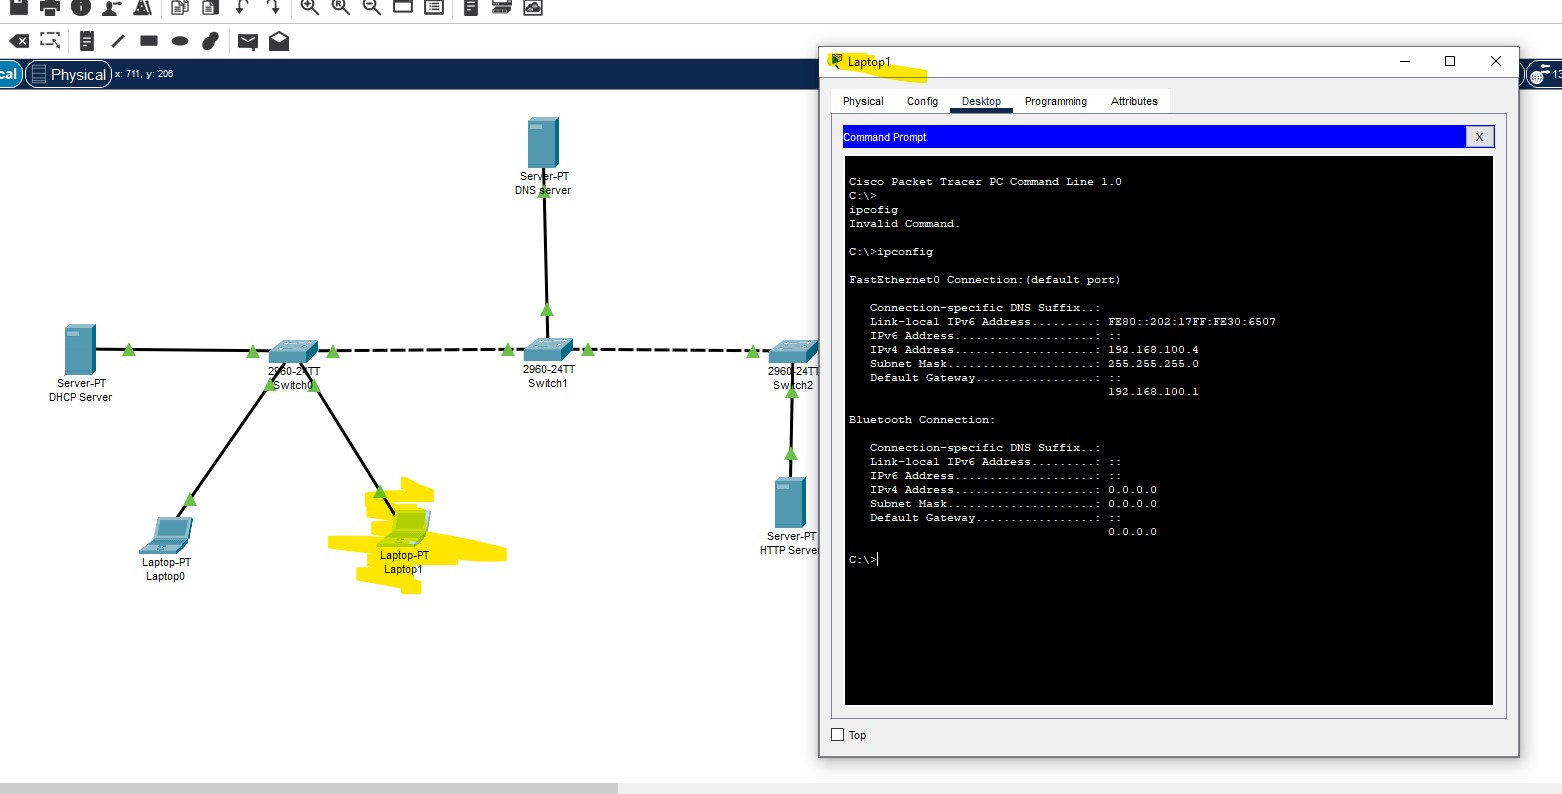 cal
Physical
x: 711, y: 206
13
Server-PT
DNS server
Server-PT
DHCP Server
2960-24TT
Switch0
2960-24TT
Switch1
2960-24TT
Switch2
Laptop-PT
Laptop0
Laptop-PT
Laptop1
Server-PT
HTTP Serve
Laptop1
Physical Config Desktop Programming Attributes
Command Prompt X
Cisco Packet Tracer PC Command Line 1.0
C:\>
ipcofig
Invalid Command.
C:\>ipconfig
FastEthernet0 Connection:(default port)
Connection-specific DNS Suffix..:
Link-local IPv6 Address.........: FE80::202:17FF:FE30:6507
IPv6 Address....................: ::
IPv4 Address....................: 192.168.100.4
Subnet Mask.....................: 255.255.255.0
Default Gateway.................: ::
192.168.100.1
Bluetooth Connection:
Connection-specific DNS Suffix..:
Link-local IPv6 Address.........: ::
IPv6 Address....................: ::
IPv4 Address....................: 0.0.0.0
Subnet Mask.....................: 0.0.0.0
Default Gateway.................: ::
0.0.0.0
C:\>
Top